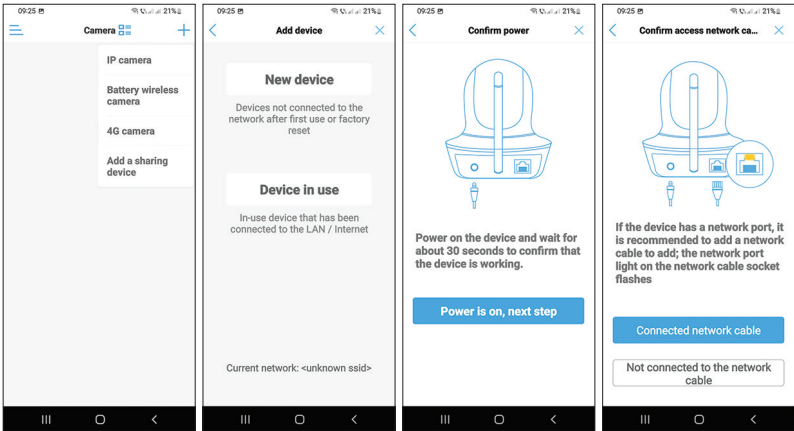 09:25
21%
Camera
IP camera
Battery wireless
camera
4G camera
Add a sharing
device
09:25
21%
Add device
New device
Devices not connected to the
network after first use or factory
reset
Device in use
In-use device that has been
connected to the LAN / Internet
Current network: <unknown ssid>
09:25
21%
Confirm power
Power on the device and wait for
about 30 seconds to confirm that
the device is working.
Power is on, next step
09:25
21%
Confirm access network ca...
If the device has a network port, it
is recommended to add a network
cable to add; the network port
light on the network cable socket
flashes
Connected network cable
Not connected to the network
cable